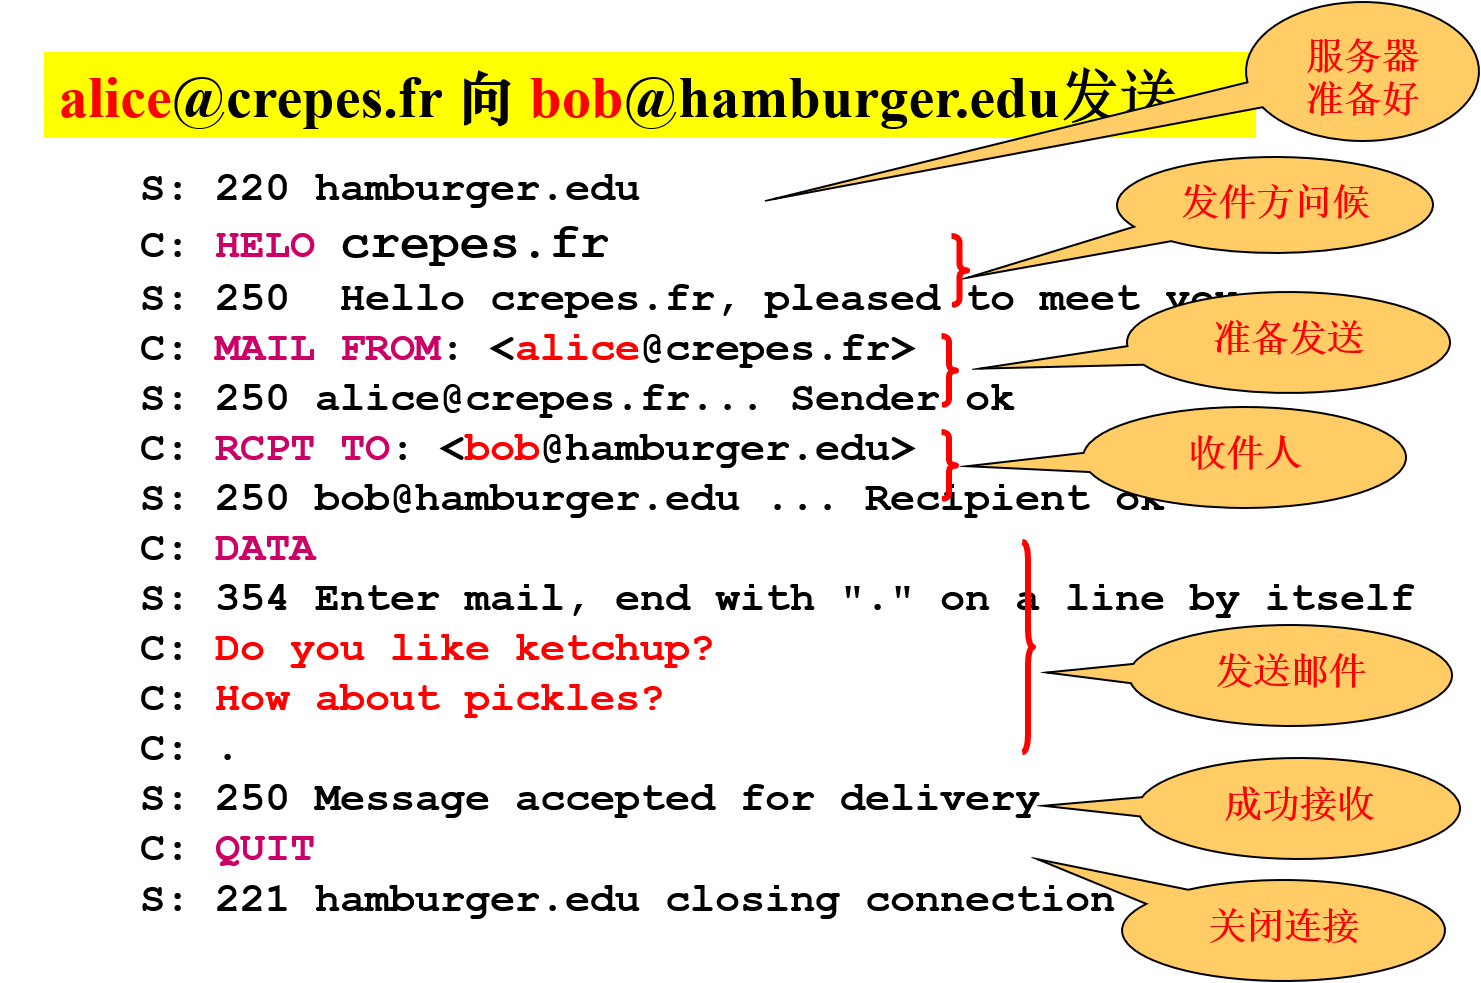 alice@crepes.fr 向 bob@hamburger.edu发送
服务器
准备好
S: 220 hamburger.edu
发件方问候
C: HELO crepes.fr
S: 250  Hello crepes.fr, pleased to meet you
准备发送
C: MAIL FROM: <alice@crepes.fr>
S: 250 alice@crepes.fr... Sender ok
收件人
C: RCPT TO: <bob@hamburger.edu>
S: 250 bob@hamburger.edu ... Recipient ok
C: DATA
S: 354 Enter mail, end with "." on a line by itself
C: Do you like ketchup?
发送邮件
C: How about pickles?
C: .
S: 250 Message accepted for delivery
成功接收
C: QUIT
S: 221 hamburger.edu closing connection
关闭连接